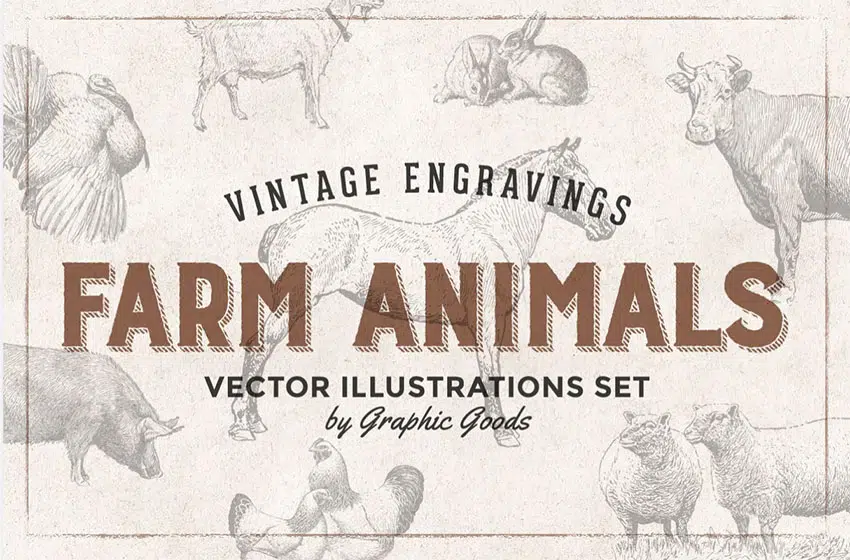 VINTAGE ENGRAVINGS
FARM ANIMALS
VECTOR ILLUSTRATIONS SET
by Graphic Goods